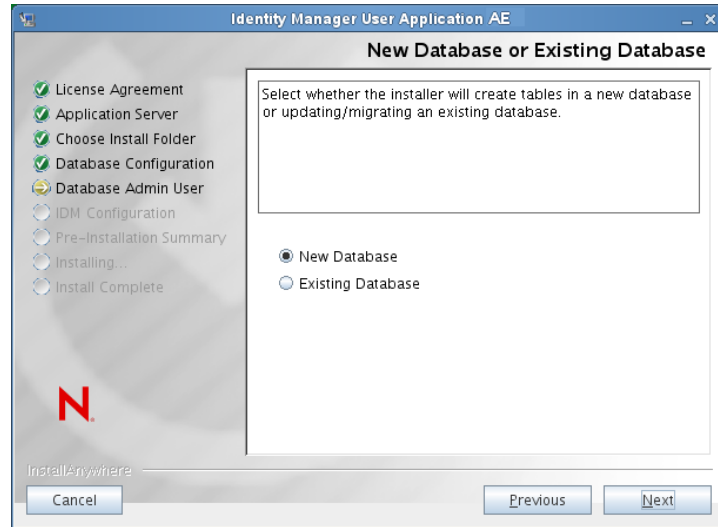 Identity Manager User Application AE
New Database or Existing Database
License Agreement
Application Server
Choose Install Folder
Database Configuration
Database Admin User
IDM Configuration
Pre-Installation Summary
Installing...
Install Complete
Select whether the installer will create tables in a new database
or updating/migrating an existing database.
New Database
Existing Database
N.
InstallAnywhere
Cancel
Previous
Next